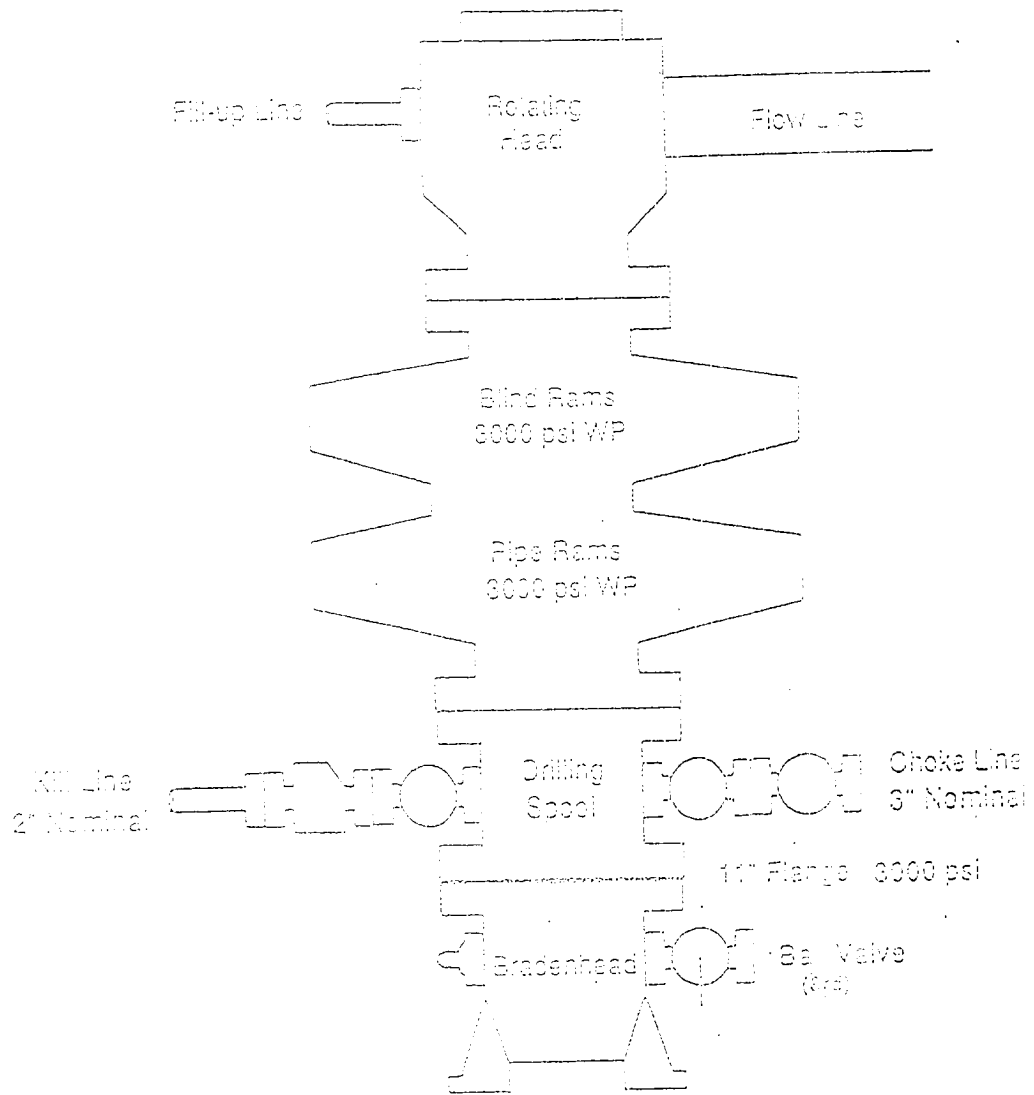 Fill-up Line
Rotating
Head
Flow Line
Blind Rams
3000 psi WP
Pipe Rams
3000 psi WP
Kill Line
2" Nominal
Drilling
Spool
Choke Line
3" Nominal
11" Flange 3000 psi
Bradenhead
Ball Valve